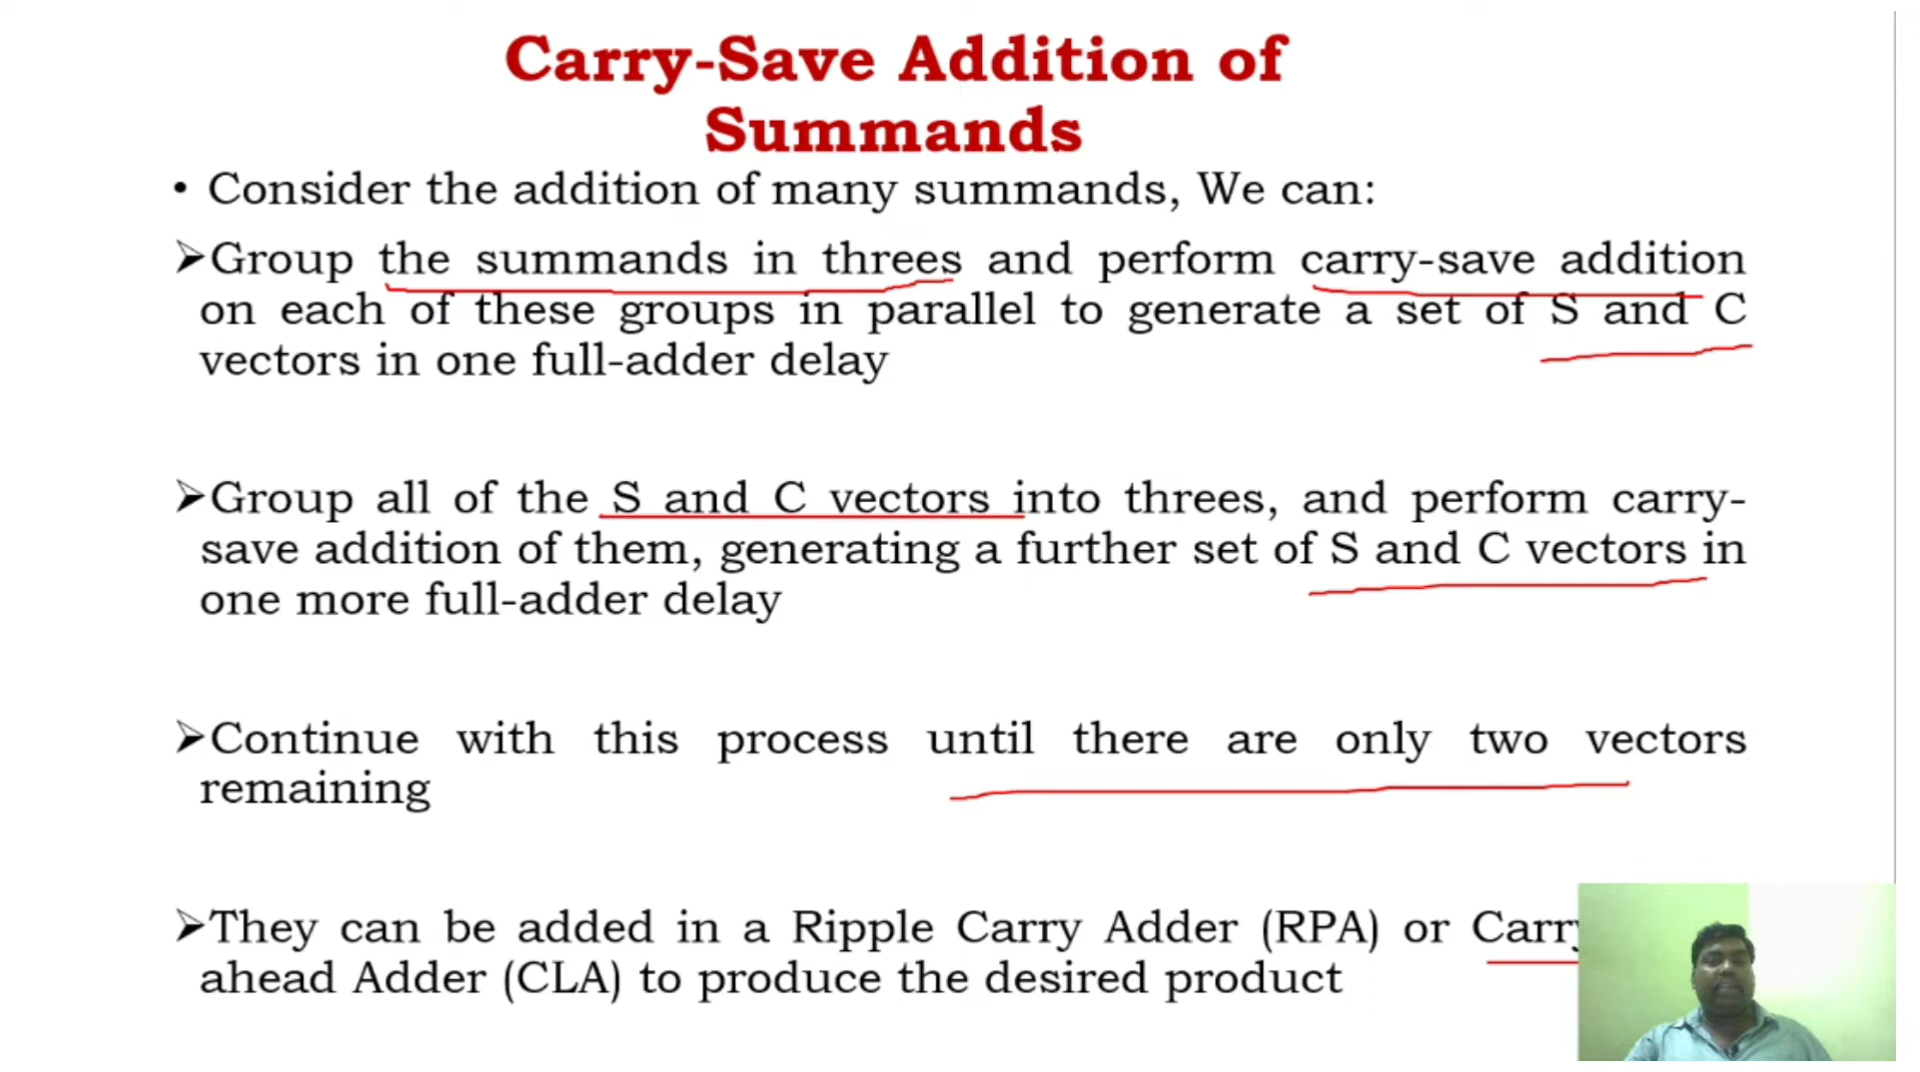 Carry-Save Addition of
Summands
• Consider the addition of many summands, We can:
➢Group the summands in threes and perform carry-save addition
on each of these groups in parallel to generate a set of S and C
vectors in one full-adder delay
➢Group all of the S and C vectors into threes, and perform carry-
save addition of them, generating a further set of S and C vectors in
one more full-adder delay
➢Continue with this process until there are only two vectors
remaining
➢They can be added in a Ripple Carry Adder (RPA) or Carry
ahead Adder (CLA) to produce the desired product